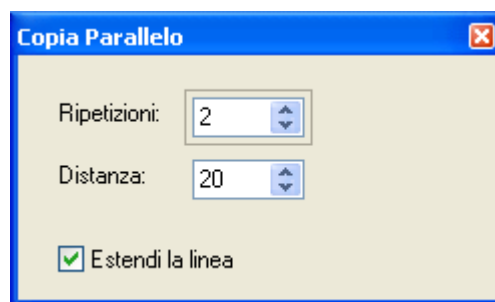 Copia Parallelo
Ripetizioni: 2
Distanza: 20
Estendi la linea